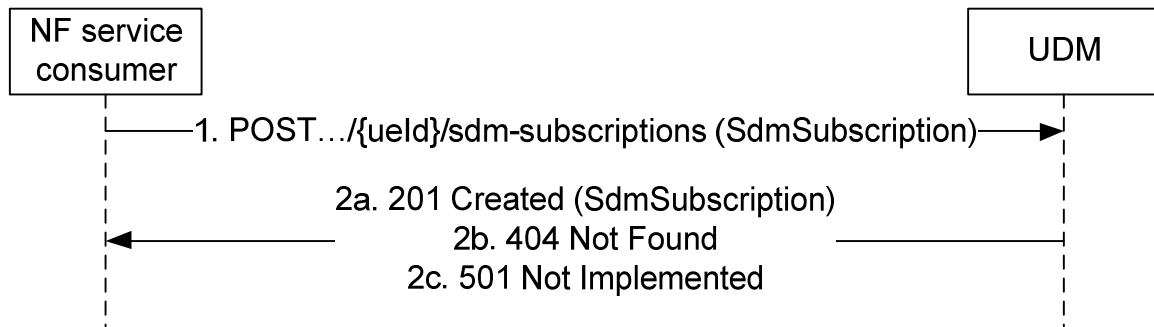 NF service
consumer
UDM
1. POST…/{ueId}/sdm-subscriptions (SdmSubscription)
2a. 201 Created (SdmSubscription)
2b. 404 Not Found
2c. 501 Not Implemented